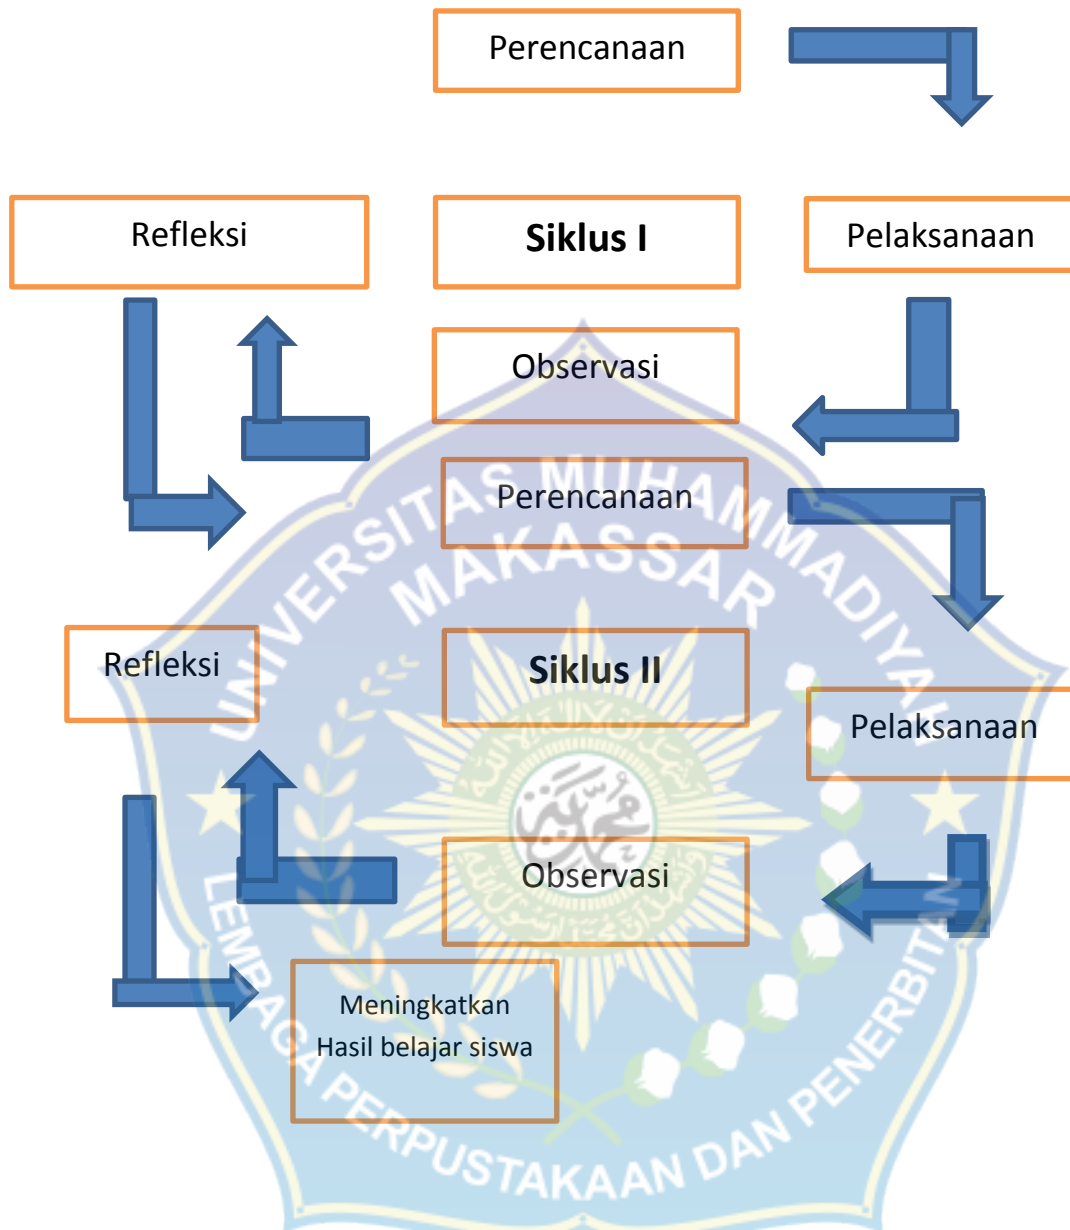 Perencanaan
Refleksi
Siklus I
Pelaksanaan
Observasi
Perencanaan
Refleksi
Siklus II
Pelaksanaan
Observasi
Meningkatkan
Hasil belajar siswa
UNIVERSITAS MUHAMMADIYAH
MAKASSAR
LEMBAGA PERPUSTAKAAN DAN PENERBITAN